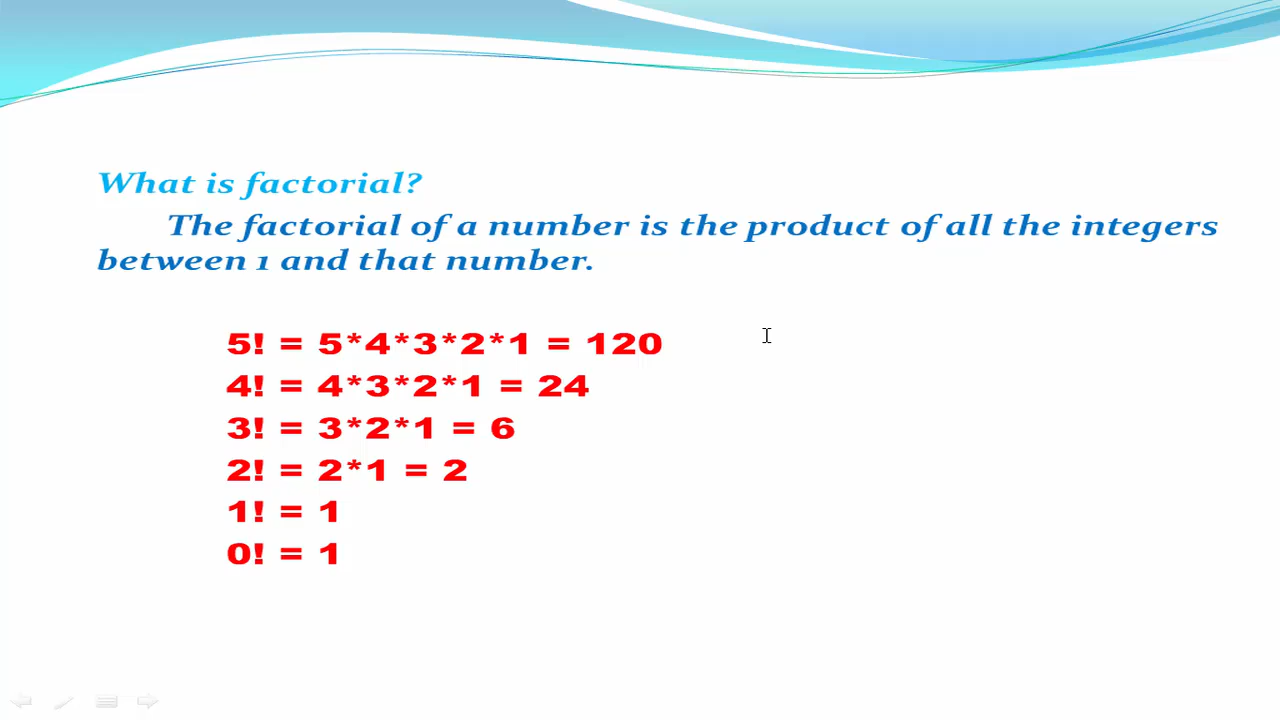 What is factorial?
The factorial of a number is the product of all the integers
between 1 and that number.
5! = 5*4*3*2*1 = 120
4! = 4*3*2*1 = 24
3! = 3*2*1 = 6
2! = 2*1 = 2
1! = 1
0! = 1